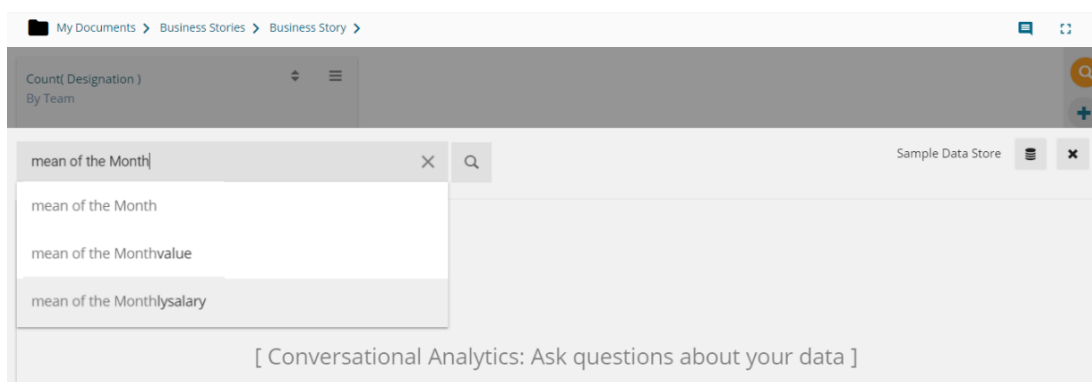 My Documents > Business Stories > Business Story >
Count( Designation )
By Team
mean of the Month
Sample Data Store
mean of the Month
mean of the Monthvalue
mean of the Monthlysalary
[ Conversational Analytics: Ask questions about your data ]